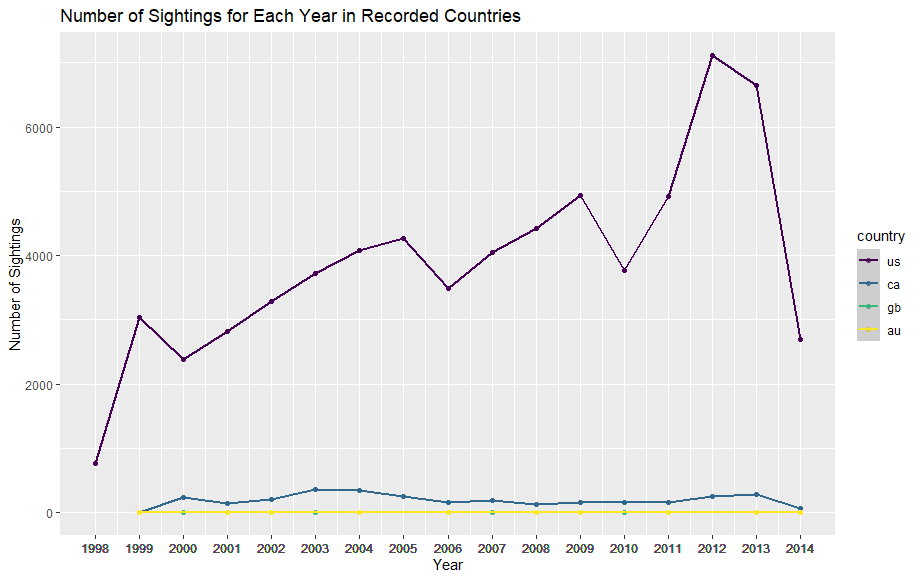 Number of Sightings for Each Year in Recorded Countries
Number of Sightings
6000
4000
2000
0
1998 1999 2000 2001 2002 2003 2004 2005 2006 2007 2008 2009 2010 2011 2012 2013 2014
Year
country
us
ca
gb
au